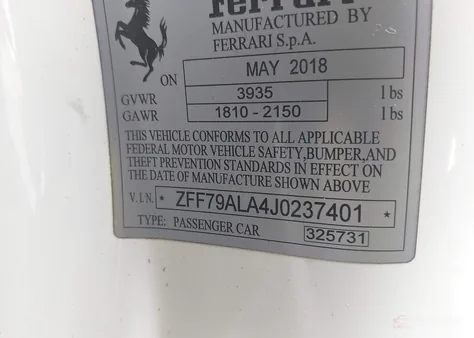 Ferrari
MANUFACTURED BY
FERRARI S.p.A.
ON MAY 2018
GVWR 3935 lbs
GAWR 1810 - 2150 lbs
THIS VEHICLE CONFORMS TO ALL APPLICABLE
FEDERAL MOTOR VEHICLE SAFETY, BUMPER, AND
THEFT PREVENTION STANDARDS IN EFFECT ON
THE DATE OF MANUFACTURE SHOWN ABOVE
V.I.N. * ZFF79ALA4J0237401 *
TYPE: PASSENGER CAR 325731